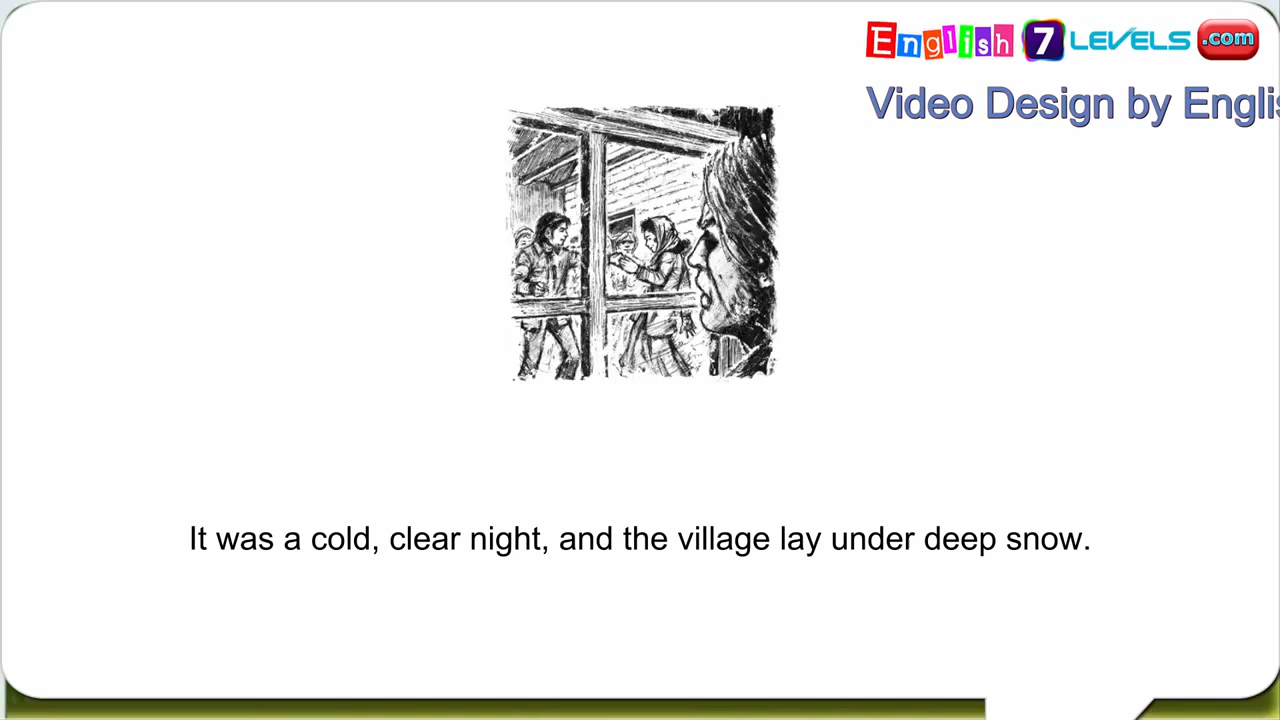 English 7 LEVELS .com
Video Design by Englis
It was a cold, clear night, and the village lay under deep snow.